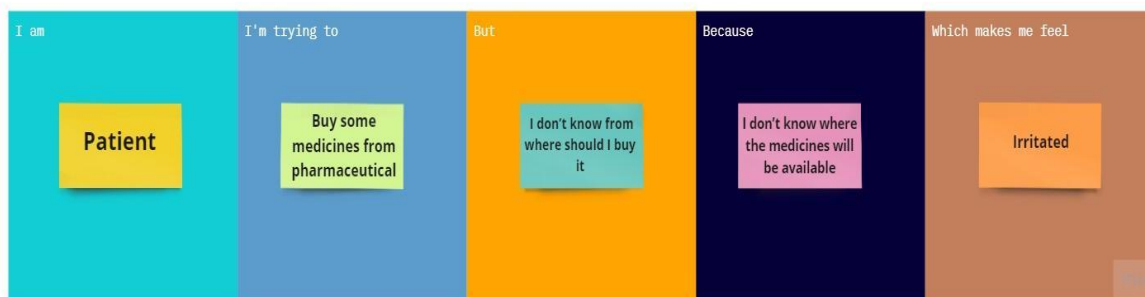 I am
Patient
I'm trying to
Buy some
medicines from
pharmaceutical
But
I don't know from
where should I buy
it
Because
I don't know where
the medicines will
be available
Which makes me feel
Irritated